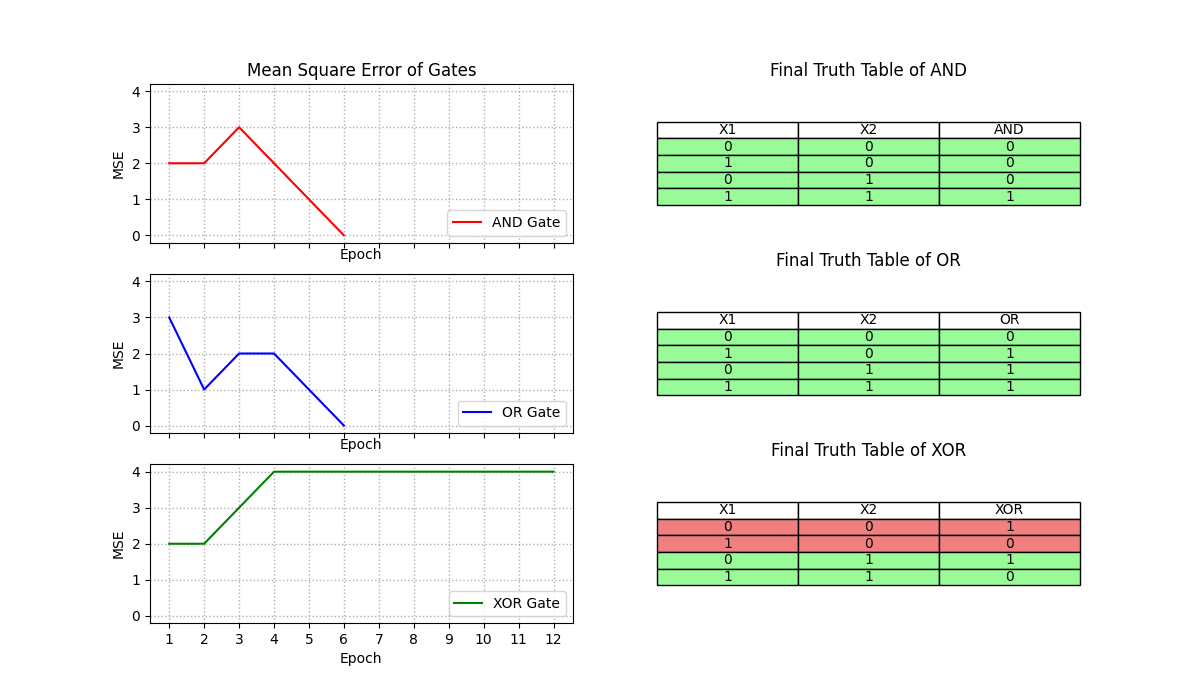 Mean Square Error of Gates
4
3
2
1
0
MSE
AND Gate
Epoch
4
3
2
1
0
MSE
OR Gate
Epoch
4
3
2
1
0
MSE
XOR Gate
1 2 3 4 5 6 7 8 9 10 11 12
Epoch
Final Truth Table of AND
X1 X2 AND
0 0 0
1 0 0
0 1 0
1 1 1
Final Truth Table of OR
X1 X2 OR
0 0 0
1 0 1
0 1 1
1 1 1
Final Truth Table of XOR
X1 X2 XOR
0 0 1
1 0 0
0 1 1
1 1 0